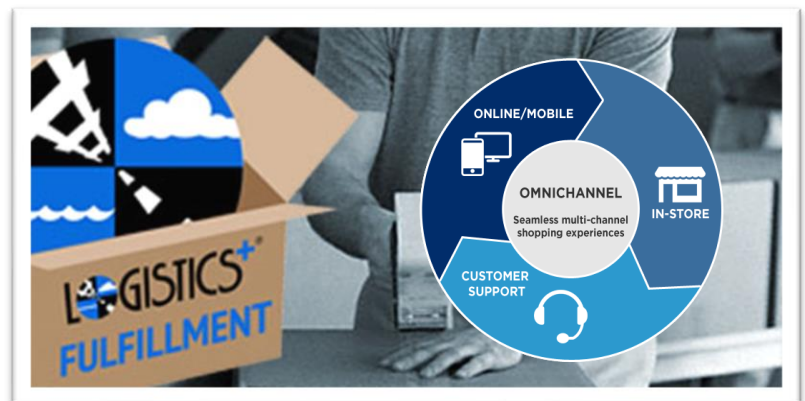 LOGISTICS+®
FULFILLMENT
ONLINE/MOBILE
OMNICHANNEL
Seamless multi-channel
shopping experiences
IN-STORE
CUSTOMER
SUPPORT